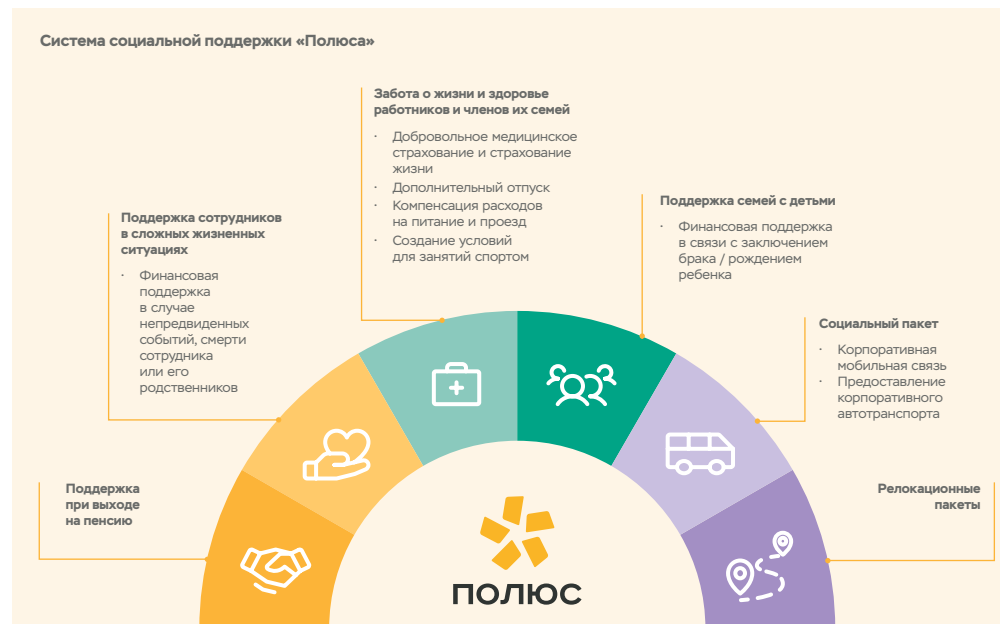 Система социальной поддержки «Полюса»
Забота о жизни и здоровье
работников и членов их семей
· Добровольное медицинское
страхование и страхование
жизни
· Дополнительный отпуск
· Компенсация расходов
на питание и проезд
· Создание условий
для занятий спортом
Поддержка семей с детьми
· Финансовая поддержка
в связи с заключением
брака / рождением
ребенка
Поддержка сотрудников
в сложных жизненных
ситуациях
· Финансовая
поддержка
в случае
непредвиденных
событий, смерти
сотрудника
или его
родственников
Социальный пакет
· Корпоративная
мобильная связь
· Предоставление
корпоративного
автотранспорта
Поддержка
при выходе
на пенсию
Релокационные
пакеты
ПОЛЮС